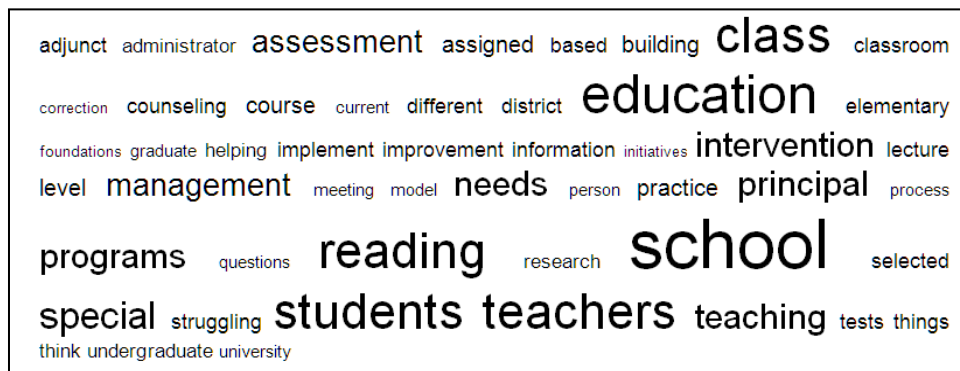 adjunct administrator assessment assigned based building class classroom
correction counseling course current different district education elementary
foundations graduate helping implement improvement information initiatives intervention lecture
level management meeting model needs person practice principal process
programs questions reading research school selected
special struggling students teachers teaching tests things
think undergraduate university